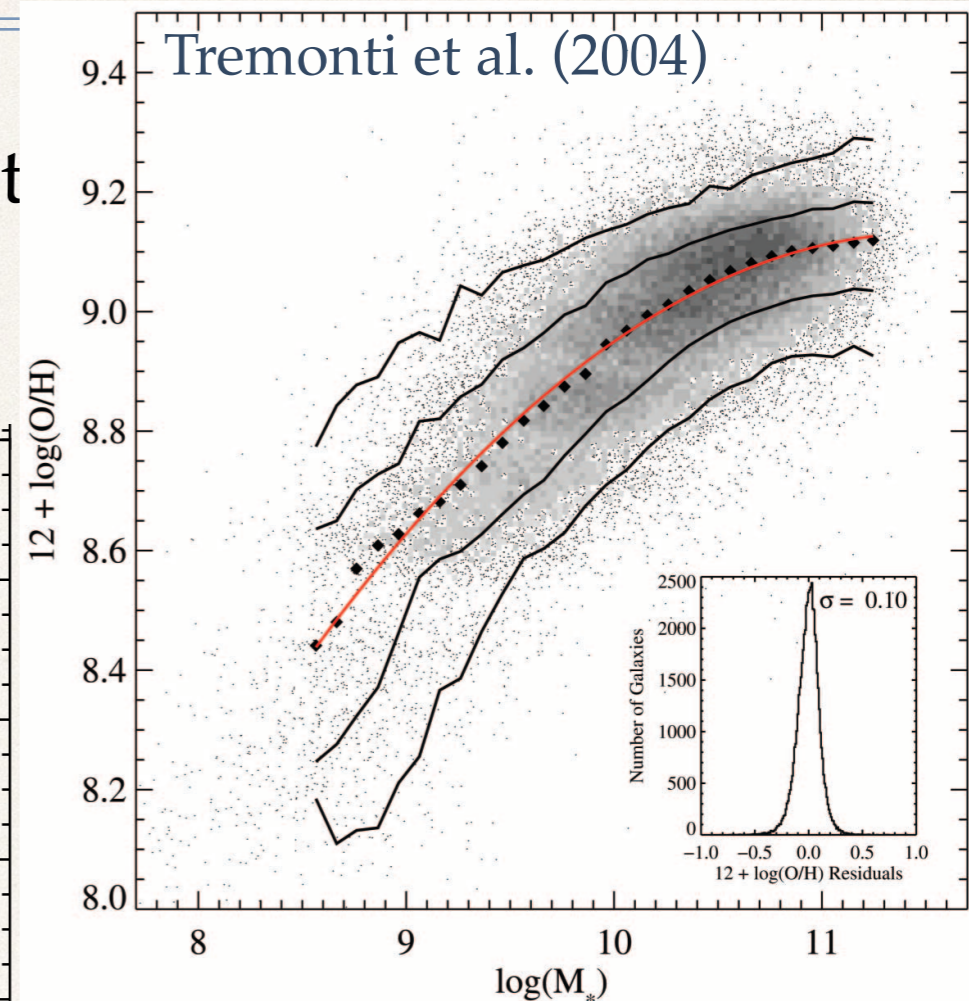 Tremonti et al. (2004)
t
12 + log(O/H)
9.4
9.2
9.0
8.8
8.6
8.4
8.2
8.0
8
9
10
11
log(M*)
σ = 0.10
Number of Galaxies
2500
2000
1500
1000
500
0
−1.0 −0.5 0.0 0.5 1.0
12 + log(O/H) Residuals